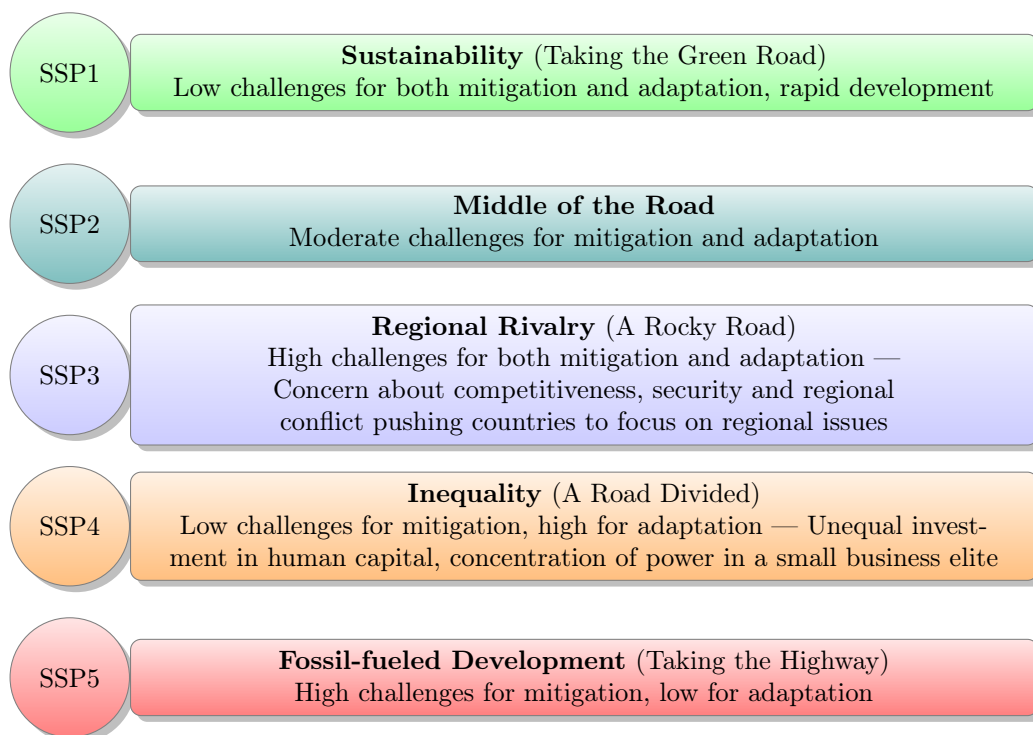 SSP1
Sustainability (Taking the Green Road)
Low challenges for both mitigation and adaptation, rapid development
SSP2
Middle of the Road
Moderate challenges for mitigation and adaptation
SSP3
Regional Rivalry (A Rocky Road)
High challenges for both mitigation and adaptation —
Concern about competitiveness, security and regional
conflict pushing countries to focus on regional issues
SSP4
Inequality (A Road Divided)
Low challenges for mitigation, high for adaptation — Unequal invest-
ment in human capital, concentration of power in a small business elite
SSP5
Fossil-fueled Development (Taking the Highway)
High challenges for mitigation, low for adaptation